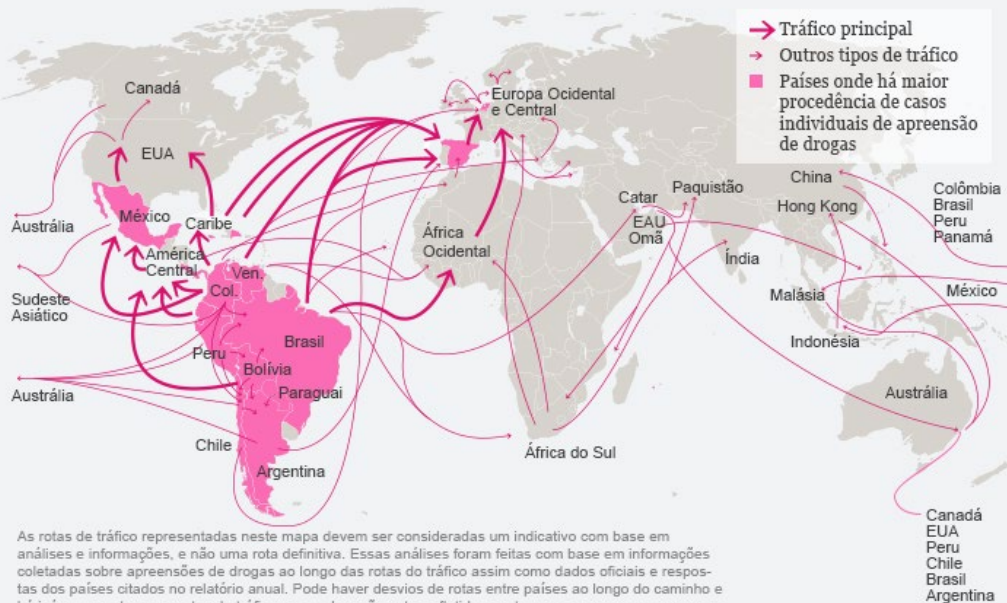 Tráfico principal
Outros tipos de tráfico
Países onde há maior
procedência de casos
individuais de apreensão
de drogas
Canadá
EUA
México
Caribe
América
Central
Ven.
Col.
Brasil
Peru
Bolívia
Paraguai
Chile
Argentina
Austrália
Sudeste
Asiático
Austrália
Europa Ocidental
e Central
África
Ocidental
África do Sul
Catar
EAU
Omã
Paquistão
Índia
China
Hong Kong
Malásia
Indonésia
Austrália
Colômbia
Brasil
Peru
Panamá
México
Canadá
EUA
Peru
Chile
Brasil
Argentina
As rotas de tráfico representadas neste mapa devem ser consideradas um indicativo com base em
análises e informações, e não uma rota definitiva. Essas análises foram feitas com base em informações
coletadas sobre apreensões de drogas ao longo das rotas do tráfico assim como dados oficiais e respos-
tas dos países citados no relatório anual. Pode haver desvios de rotas entre países ao longo do caminho e